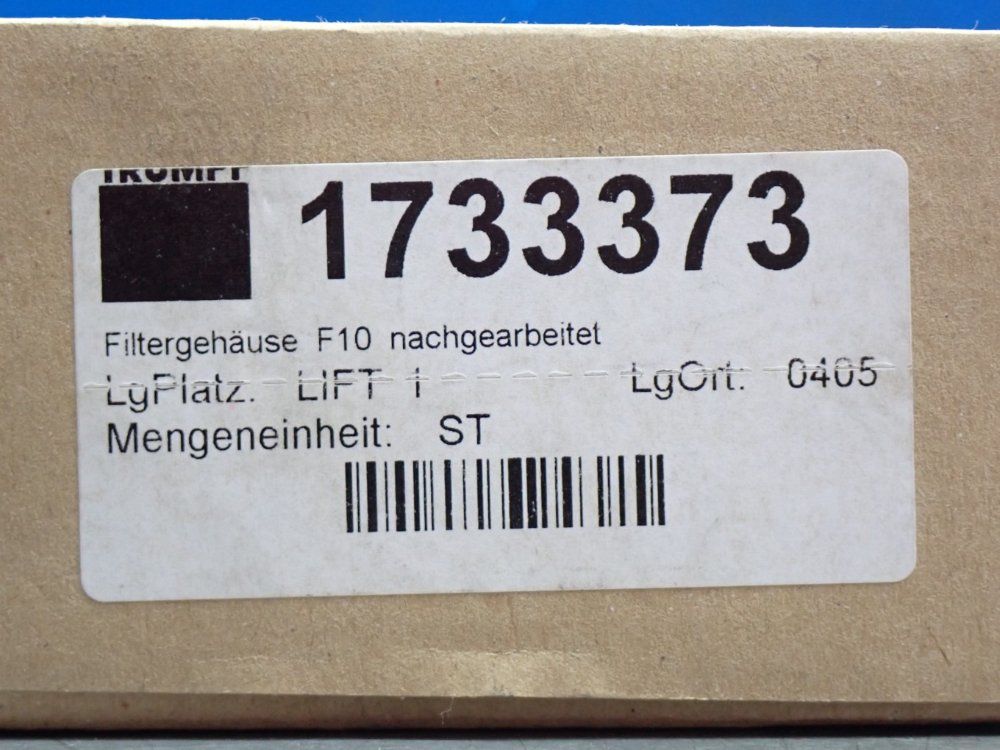 TRUMPF
1733373
Filtergehäuse F10 nachgearbeitet
LgPlatz: LIFT 1 LgOrt: 0405
Mengeneinheit: ST